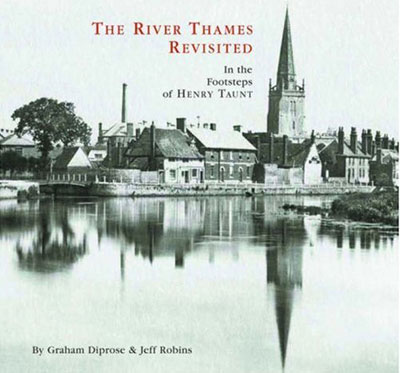 THE RIVER THAMES
REVISITED
In the
Footsteps
of HENRY TAUNT
By Graham Diprose & Jeff Robins